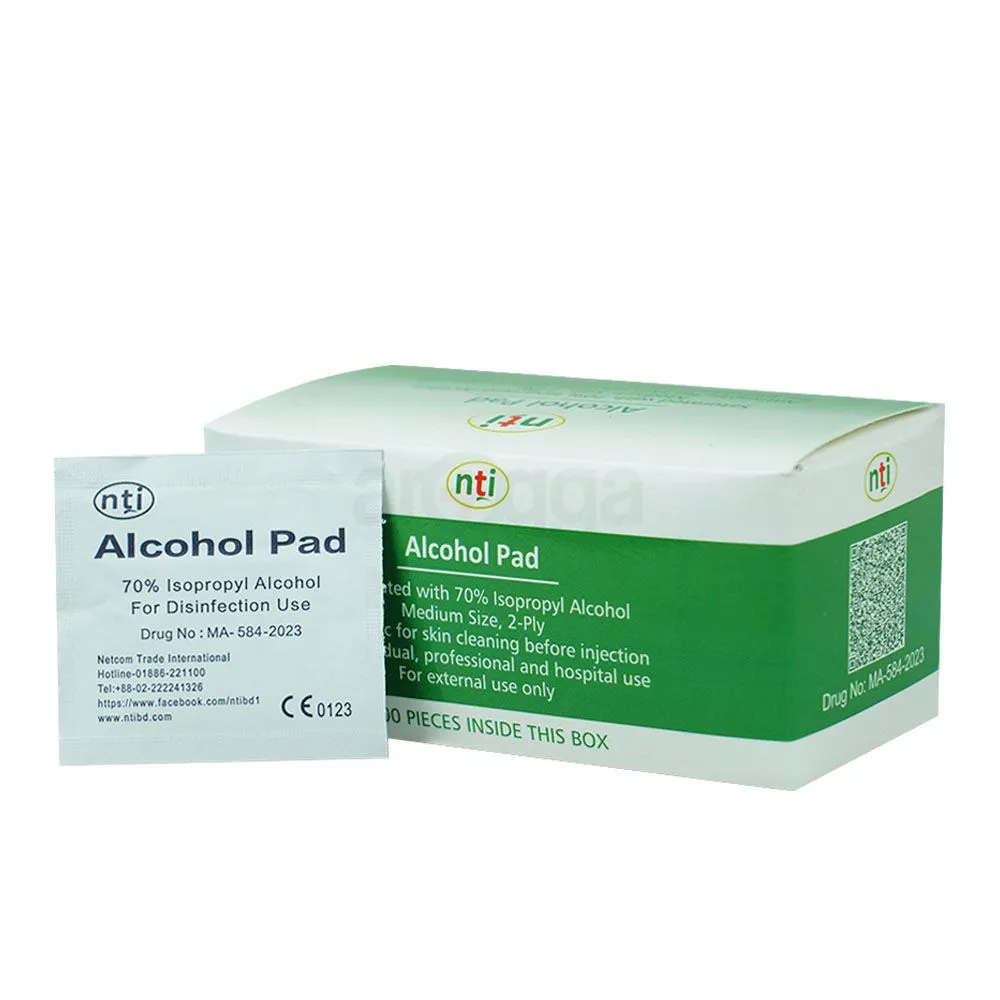 nti
Alcohol Pad
70% Isopropyl Alcohol
For Disinfection Use
Drug No : MA- 584-2023
Netcom Trade International
Hotline-01886-221100
Tel:+88-02-222241326
https://www.facebook.com/ntibd1
www.ntibd.com
CE 0123
nti
Alcohol Pad
nti
arogga
Alcohol Pad
with 70% Isopropyl Alcohol
Medium Size, 2-Ply
for skin cleaning before injection
professional and hospital use
For external use only
PIECES INSIDE THIS BOX
nti
Drug No: MA-584-2023